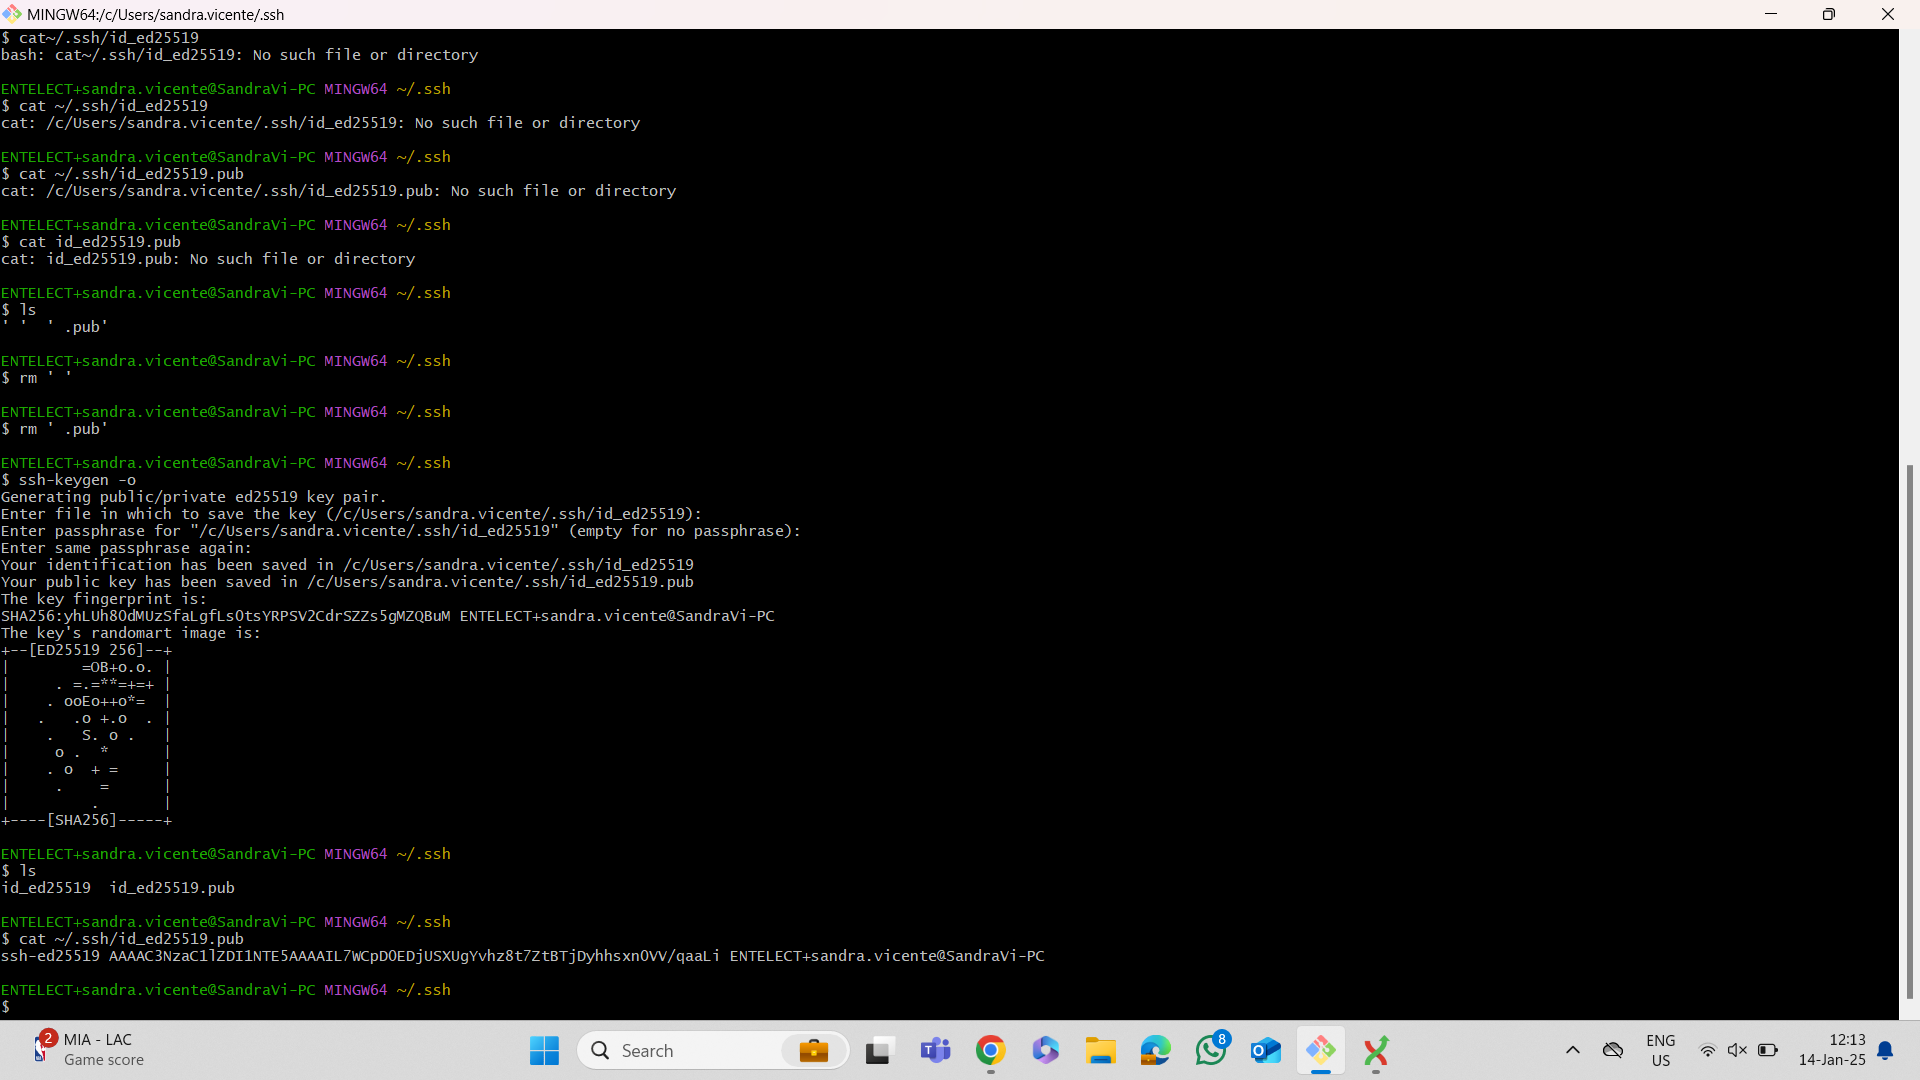 MINGW64:/c/Users/sandra.vicente/.ssh
$ cat~/.ssh/id_ed25519
bash: cat~/.ssh/id_ed25519: No such file or directory
ENTELECT+sandra.vicente@SandraVi-PC MINGW64 ~/.ssh
$ cat ~/.ssh/id_ed25519
cat: /c/Users/sandra.vicente/.ssh/id_ed25519: No such file or directory
ENTELECT+sandra.vicente@SandraVi-PC MINGW64 ~/.ssh
$ cat ~/.ssh/id_ed25519.pub
cat: /c/Users/sandra.vicente/.ssh/id_ed25519.pub: No such file or directory
ENTELECT+sandra.vicente@SandraVi-PC MINGW64 ~/.ssh
$ cat id_ed25519.pub
cat: id_ed25519.pub: No such file or directory
ENTELECT+sandra.vicente@SandraVi-PC MINGW64 ~/.ssh
$ ls
' '  ' .pub'
ENTELECT+sandra.vicente@SandraVi-PC MINGW64 ~/.ssh
$ rm ' '
ENTELECT+sandra.vicente@SandraVi-PC MINGW64 ~/.ssh
$ rm ' .pub'
ENTELECT+sandra.vicente@SandraVi-PC MINGW64 ~/.ssh
$ ssh-keygen -o
Generating public/private ed25519 key pair.
Enter file in which to save the key (/c/Users/sandra.vicente/.ssh/id_ed25519):
Enter passphrase for "/c/Users/sandra.vicente/.ssh/id_ed25519" (empty for no passphrase):
Enter same passphrase again:
Your identification has been saved in /c/Users/sandra.vicente/.ssh/id_ed25519
Your public key has been saved in /c/Users/sandra.vicente/.ssh/id_ed25519.pub
The key fingerprint is:
SHA256:yhLUh8OdMUzSfaLgfLsOtsYRPSV2CdrSZZs5gMZQBuM ENTELECT+sandra.vicente@SandraVi-PC
The key's randomart image is:
+--[ED25519 256]--+
|        =OB+o.o. |
|     . =.=**=+=+ |
|    . ooEo++o*=  |
|   .   .o +.o  . |
|    .   S. o .   |
|     o .  *      |
|    . o  + =     |
|     .    =      |
|         .       |
+----[SHA256]-----+
ENTELECT+sandra.vicente@SandraVi-PC MINGW64 ~/.ssh
$ ls
id_ed25519  id_ed25519.pub
ENTELECT+sandra.vicente@SandraVi-PC MINGW64 ~/.ssh
$ cat ~/.ssh/id_ed25519.pub
ssh-ed25519 AAAAC3NzaC1lZDI1NTE5AAAAIL7WCpDOEDjUSXUgYvhz8t7ZtBTjDyhhsxnOVV/qaaLi ENTELECT+sandra.vicente@SandraVi-PC
ENTELECT+sandra.vicente@SandraVi-PC MINGW64 ~/.ssh
$
2
MIA - LAC
Game score
Search
8
ENG
US
12:13
14-Jan-25